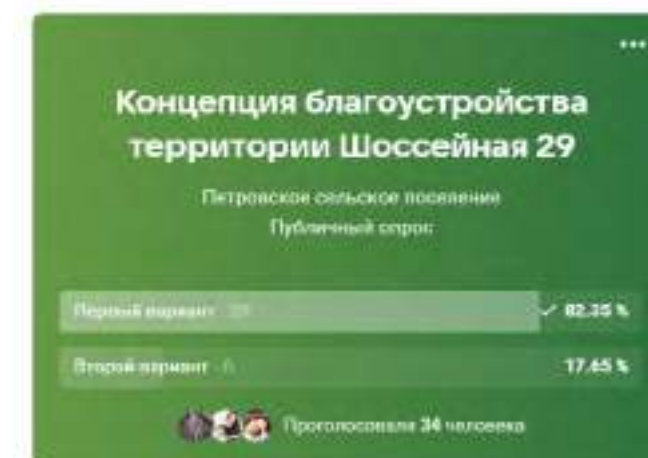 Концепция благоустройства
территории Шоссейная 29
Петровское сельское поселение
Публичный опрос
Первый вариант
82.35 %
Второй вариант · 6
17.65 %
Проголосовали 34 человека